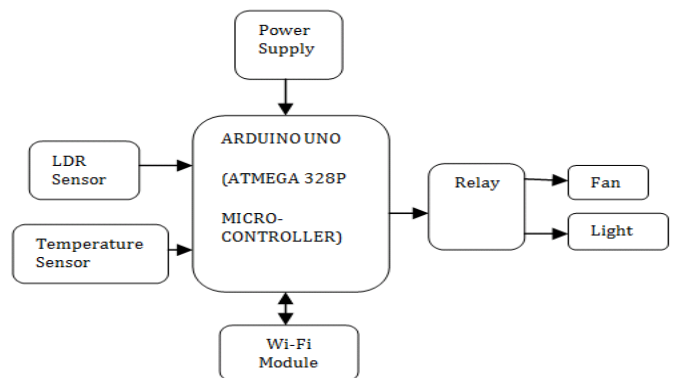 Power
Supply
LDR
Sensor
Temperature
Sensor
ARDUINO UNO
(ATMEGA 328P
MICRO-
CONTROLLER)
Relay
Fan
Light
Wi-Fi
Module